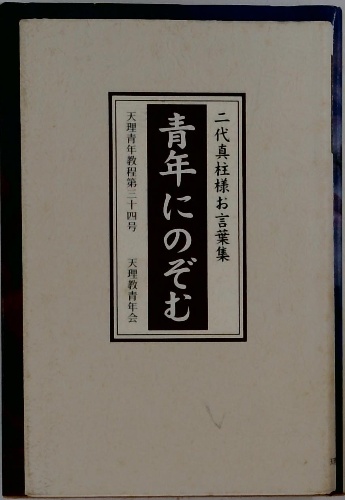 二代真柱様お言葉集
青年にのぞむ
天理青年教程第三十四号　天理教青年会